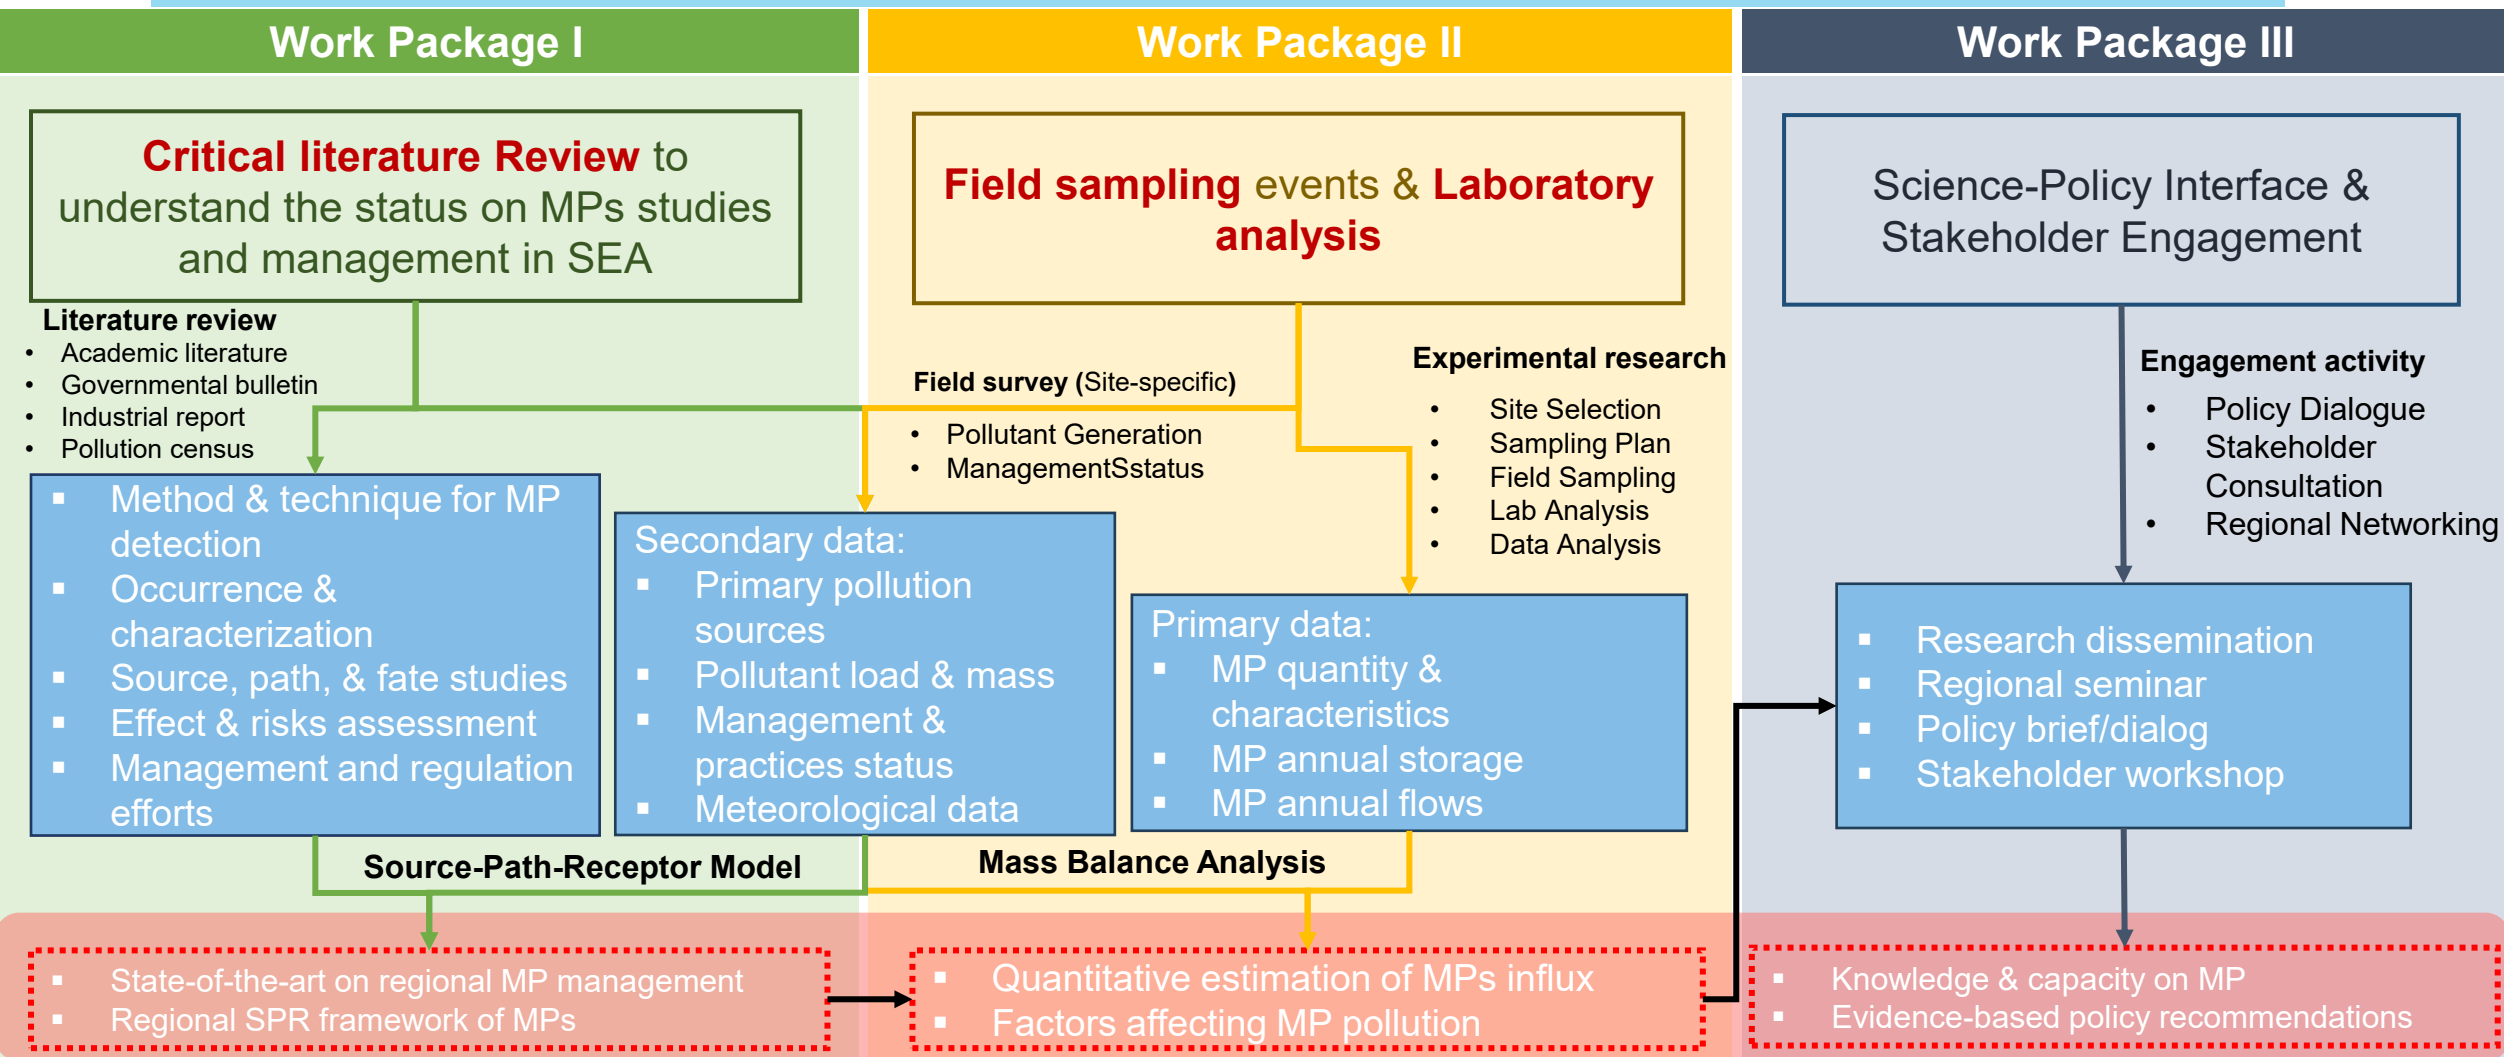 Work Package I
Critical literature Review to
understand the status on MPs studies
and management in SEA
Literature review
• Academic literature
• Governmental bulletin
• Industrial report
• Pollution census
▪ Method & technique for MP
detection
▪ Occurrence &
characterization
▪ Source, path, & fate studies
▪ Effect & risks assessment
▪ Management and regulation
efforts
Source-Path-Receptor Model
▪ State-of-the-art on regional MP management
▪ Regional SPR framework of MPs
Work Package II
Field sampling events & Laboratory
analysis
Field survey (Site-specific)
• Pollutant Generation
• ManagementSstatus
Experimental research
• Site Selection
• Sampling Plan
• Field Sampling
• Lab Analysis
• Data Analysis
Secondary data:
▪ Primary pollution
sources
▪ Pollutant load & mass
▪ Management &
practices status
▪ Meteorological data
Primary data:
▪ MP quantity &
characteristics
▪ MP annual storage
▪ MP annual flows
Mass Balance Analysis
▪ Quantitative estimation of MPs influx
▪ Factors affecting MP pollution
Work Package III
Science-Policy Interface &
Stakeholder Engagement
Engagement activity
• Policy Dialogue
• Stakeholder
Consultation
• Regional Networking
▪ Research dissemination
▪ Regional seminar
▪ Policy brief/dialog
▪ Stakeholder workshop
▪ Knowledge & capacity on MP
▪ Evidence-based policy recommendations